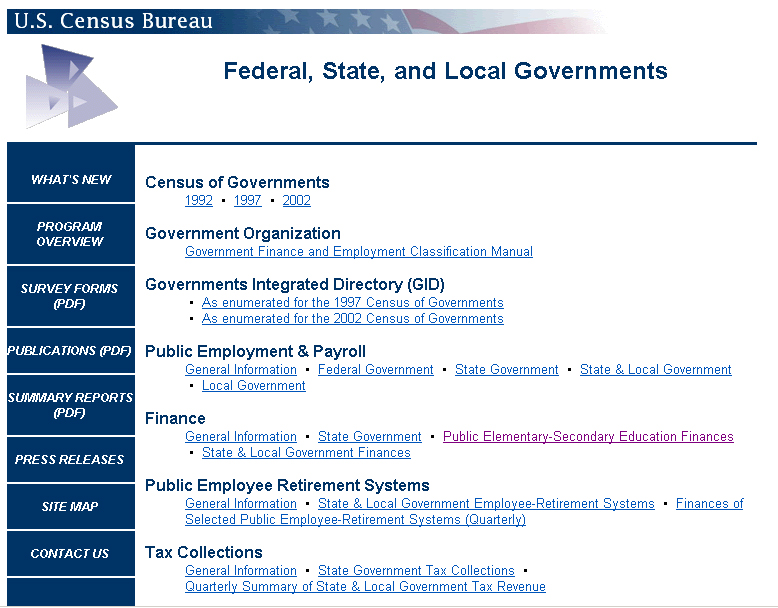 U.S. Census Bureau
Federal, State, and Local Governments
WHAT'S NEW
PROGRAM
OVERVIEW
SURVEY FORMS
(PDF)
PUBLICATIONS (PDF)
SUMMARY REPORTS
(PDF)
PRESS RELEASES
SITE MAP
CONTACT US
Census of Governments
1992 • 1997 • 2002
Government Organization
Government Finance and Employment Classification Manual
Governments Integrated Directory (GID)
• As enumerated for the 1997 Census of Governments
• As enumerated for the 2002 Census of Governments
Public Employment & Payroll
General Information • Federal Government • State Government • State & Local Government
• Local Government
Finance
General Information • State Government • Public Elementary-Secondary Education Finances
• State & Local Government Finances
Public Employee Retirement Systems
General Information • State & Local Government Employee-Retirement Systems • Finances of
Selected Public Employee-Retirement Systems (Quarterly)
Tax Collections
General Information • State Government Tax Collections •
Quarterly Summary of State & Local Government Tax Revenue